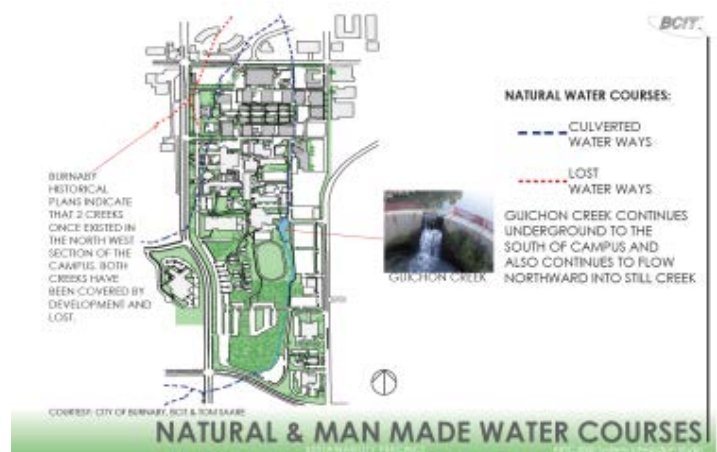 BCIT
NATURAL WATER COURSES:
CULVERTED
WATER WAYS
LOST
WATER WAYS
BURNABY
HISTORICAL
PLANS INDICATE
THAT 2 CREEKS
ONCE EXISTED IN
THE NORTH WEST
SECTION OF THE
CAMPUS. BOTH
CREEKS HAVE
BEEN COVERED BY
DEVELOPMENT AND
LOST.
GUICHON CREEK
GUICHON CREEK CONTINUES
UNDERGROUND TO THE
SOUTH OF CAMPUS AND
ALSO CONTINUES TO FLOW
NORTHWARD INTO STILL CREEK
COURTESY: CITY OF BURNABY, BCIT & TOM SAARE
NATURAL & MAN MADE WATER COURSES
SUSTAINABILITY PRECINCT